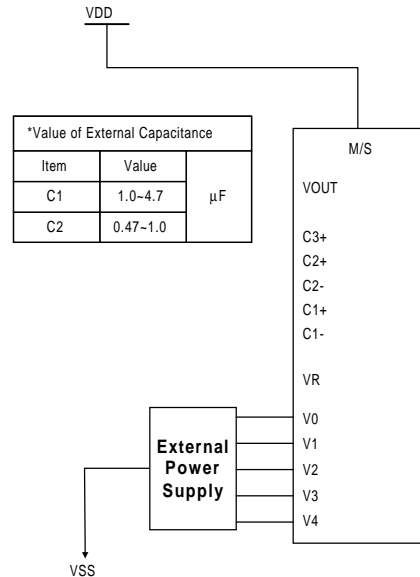 VDD
*Value of External Capacitance
Item Value
C1 1.0~4.7 μF
C2 0.47~1.0
M/S
VOUT
C3+
C2+
C2-
C1+
C1-
VR
V0
V1
V2
V3
V4
External
Power
Supply
VSS